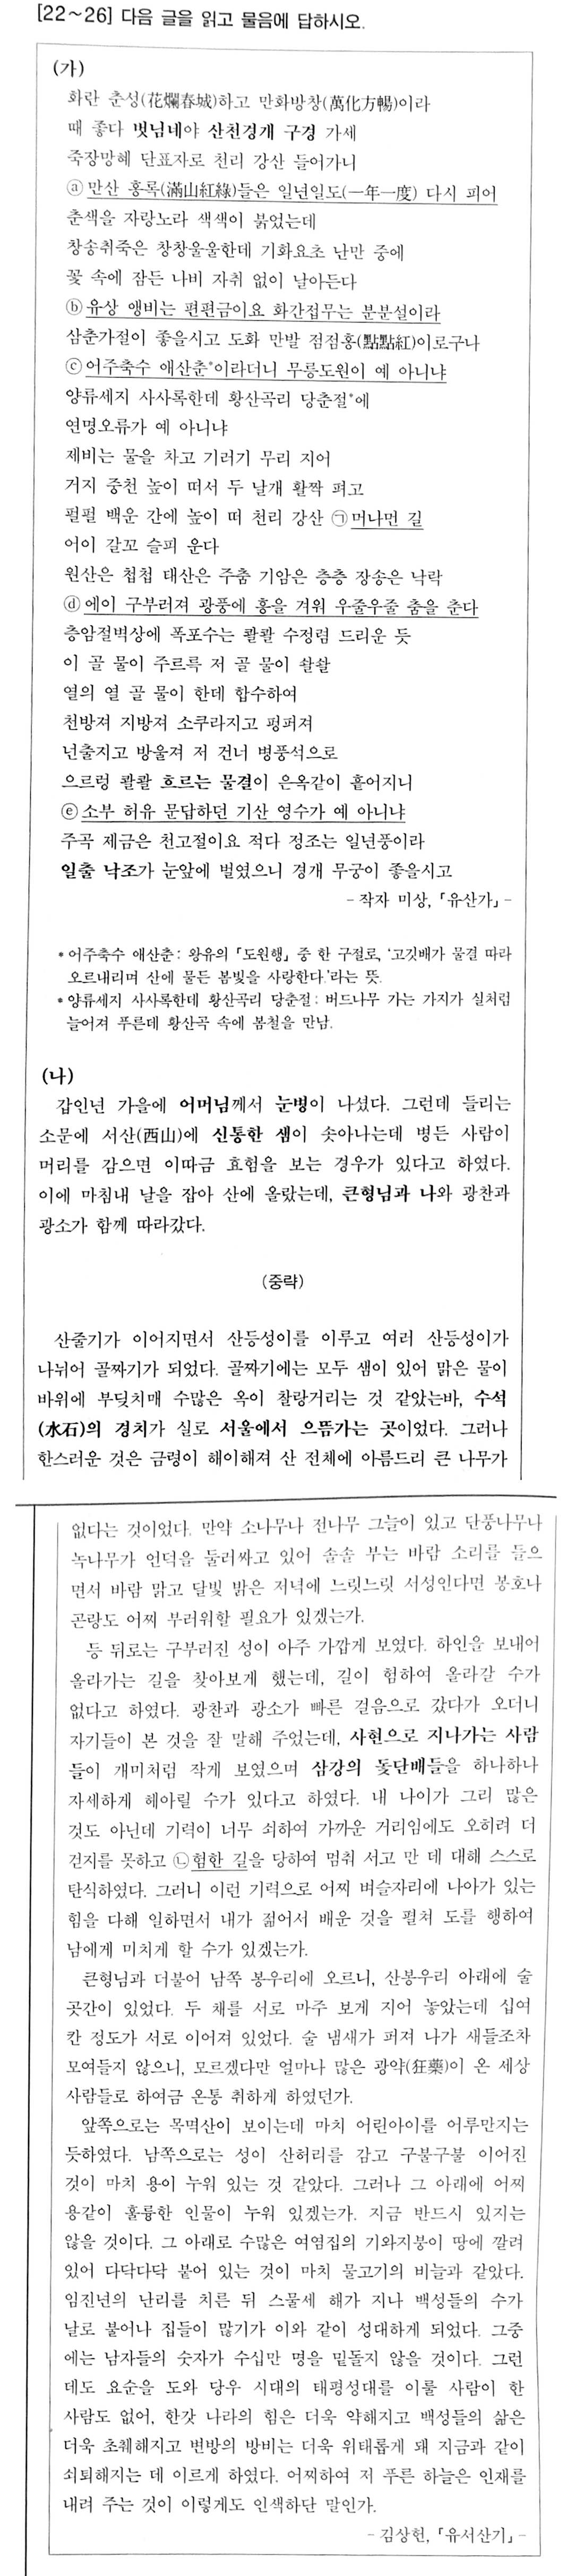 [22～26] 다음 글을 읽고 물음에 답하시오.
(가)
화란 춘성(花爛春城)하고 만화방창(萬化方暢)이라
때 좋다 벗님네야 산천경개 구경 가세
죽장망혜 단표자로 천리 강산 들어가니
ⓐ 만산 홍록(滿山紅綠)들은 일년일도(一年一度) 다시 피어
춘색을 자랑노라 색색이 붉었는데
창송취죽은 창창울울한데 기화요초 난만 중에
꽃 속에 잠든 나비 자취 없이 날아든다
ⓑ 유상 앵비는 편편금이요 화간접무는 분분설이라
삼춘가절이 좋을시고 도화 만발 점점홍(點點紅)이로구나
ⓒ 어주축수 애산춘*이라더니 무릉도원이 예 아니냐
양류세지 사사록한데 황산곡리 당춘절*에
연명오류가 예 아니냐
제비는 물을 차고 기러기 무리 지어
거지 중천 높이 떠서 두 날개 활짝 펴고
펄펄 백운 간에 높이 떠 천리 강산 ㉠ 머나먼 길
어이 갈꼬 슬피 운다
원산은 첩첩 태산은 주춤 기암은 층층 장송은 낙락
ⓓ 에이 구부러져 광풍에 흥을 겨워 우줄우줄 춤을 춘다
층암절벽상에 폭포수는 콸콸 수정렴 드리운 듯
이 골 물이 주르륵 저 골 물이 솰솰
열의 열 골 물이 한데 합수하여
천방져 지방져 소쿠라지고 펑퍼져
넌출지고 방울져 저 건너 병풍석으로
으르렁 콸콸 흐르는 물결이 은옥같이 흩어지니
ⓔ 소부 허유 문답하던 기산 영수가 예 아니냐
주곡 제금은 천고절이요 적다 정조는 일년풍이라
일출 낙조가 눈앞에 벌였으니 경개 무궁이 좋을시고
- 작자 미상, 「유산가」 -
* 어주축수 애산춘 : 왕유의 「도원행」 중 한 구절로, ‘고깃배가 물결 따라
오르내리며 산에 물든 봄빛을 사랑한다.’라는 뜻.
* 양류세지 사사록한데 황산곡리 당춘절 : 버드나무 가는 가지가 실처럼
늘어져 푸른데 황산곡 속에 봄철을 만남.
(나)
갑인년 가을에 어머님께서 눈병이 나셨다. 그런데 들리는
소문에 서산(西山)에 신통한 샘이 솟아나는데 병든 사람이
머리를 감으면 이따금 효험을 보는 경우가 있다고 하였다.
이에 마침내 날을 잡아 산에 올랐는데, 큰형님과 나와 광찬과
광소가 함께 따라갔다.
(중략)
산줄기가 이어지면서 산등성이를 이루고 여러 산등성이가
나뉘어 골짜기가 되었다. 골짜기에는 모두 샘이 있어 맑은 물이
바위에 부딪치매 수많은 옥이 찰랑거리는 것 같았는바, 수석
(水石)의 경치가 실로 서울에서 으뜸가는 곳이었다. 그러나
한스러운 것은 금령이 해이해져 산 전체에 아름드리 큰 나무가
없다는 것이었다. 만약 소나무나 전나무 그늘이 있고 단풍나무나
녹나무가 언덕을 둘러싸고 있어 솔솔 부는 바람 소리를 들으
면서 바람 맑고 달빛 밝은 저녁에 느릿느릿 서성인다면 봉호나
곤랑도 어찌 부러워할 필요가 있겠는가.
등 뒤로는 구부러진 성이 아주 가깝게 보였다. 하인을 보내어
올라가는 길을 찾아보게 했는데, 길이 험하여 올라갈 수가
없다고 하였다. 광찬과 광소가 빠른 걸음으로 갔다가 오더니
자기들이 본 것을 잘 말해 주었는데, 사현으로 지나가는 사람
들이 개미처럼 작게 보였으며 삼강의 돛단배들을 하나하나
자세하게 헤아릴 수가 있다고 하였다. 내 나이가 그리 많은
것도 아닌데 기력이 너무 쇠하여 가까운 거리임에도 오히려 더
걷지를 못하고 ㉡ 험한 길을 당하여 멈춰 서고 만 데 대해 스스로
탄식하였다. 그러니 이런 기력으로 어찌 벼슬자리에 나아가 있는
힘을 다해 일하면서 내가 젊어서 배운 것을 펼쳐 도를 행하여
남에게 미치게 할 수가 있겠는가.
큰형님과 더불어 남쪽 봉우리에 오르니, 산봉우리 아래에 술
곳간이 있었다. 두 채를 서로 마주 보게 지어 놓았는데 십여
칸 정도가 서로 이어져 있었다. 술 냄새가 퍼져 나가 새들조차
모여들지 않으니, 모르겠다만 얼마나 많은 광약(狂藥)이 온 세상
사람들로 하여금 온통 취하게 하였던가.
앞쪽으로는 목멱산이 보이는데 마치 어린아이를 어루만지는
듯하였다. 남쪽으로는 성이 산허리를 감고 구불구불 이어진
것이 마치 용이 누워 있는 것 같았다. 그러나 그 아래에 어찌
용같이 훌륭한 인물이 누워 있겠는가. 지금 반드시 있지는
않을 것이다. 그 아래로 수많은 여염집의 기와지붕이 땅에 깔려
있어 다닥다닥 붙어 있는 것이 마치 물고기의 비늘과 같았다.
임진년의 난리를 치른 뒤 스물세 해가 지나 백성들의 수가
날로 불어나 집들이 많기가 이와 같이 성대하게 되었다. 그중
에는 남자들의 숫자가 수십만 명을 밑돌지 않을 것이다. 그런
데도 요순을 도와 당우 시대의 태평성대를 이룰 사람이 한
사람도 없어, 한갓 나라의 힘은 더욱 약해지고 백성들의 삶은
더욱 초췌해지고 변방의 방비는 더욱 위태롭게 돼 지금과 같이
쇠퇴해지는 데 이르게 하였다. 어찌하여 저 푸른 하늘은 인재를
내려 주는 것이 이렇게도 인색하단 말인가.
- 김상헌, 「유서산기」 -